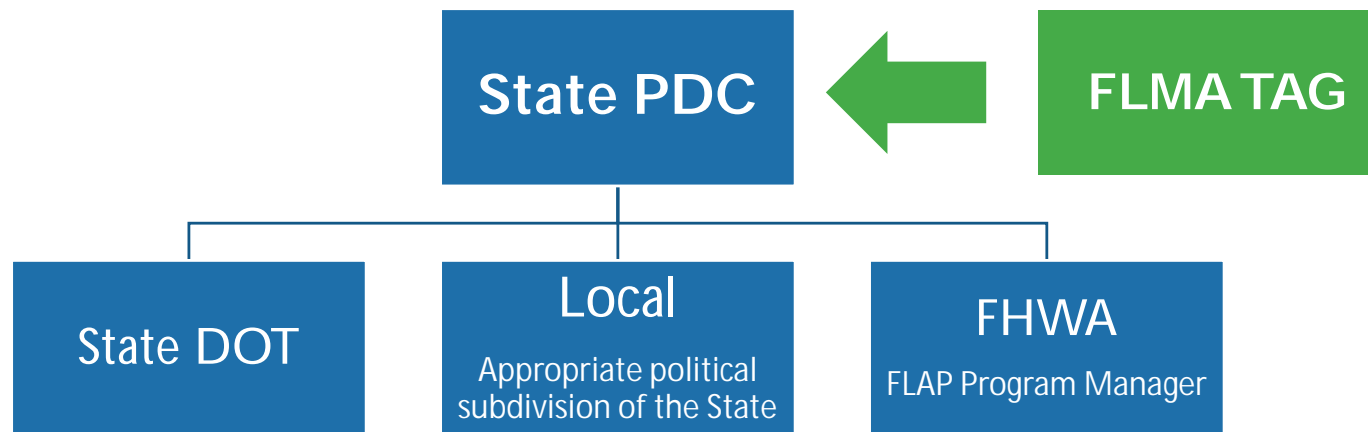 State PDC
FLMA TAG
State DOT
Local
Appropriate political
subdivision of the State
FHWA
FLAP Program Manager